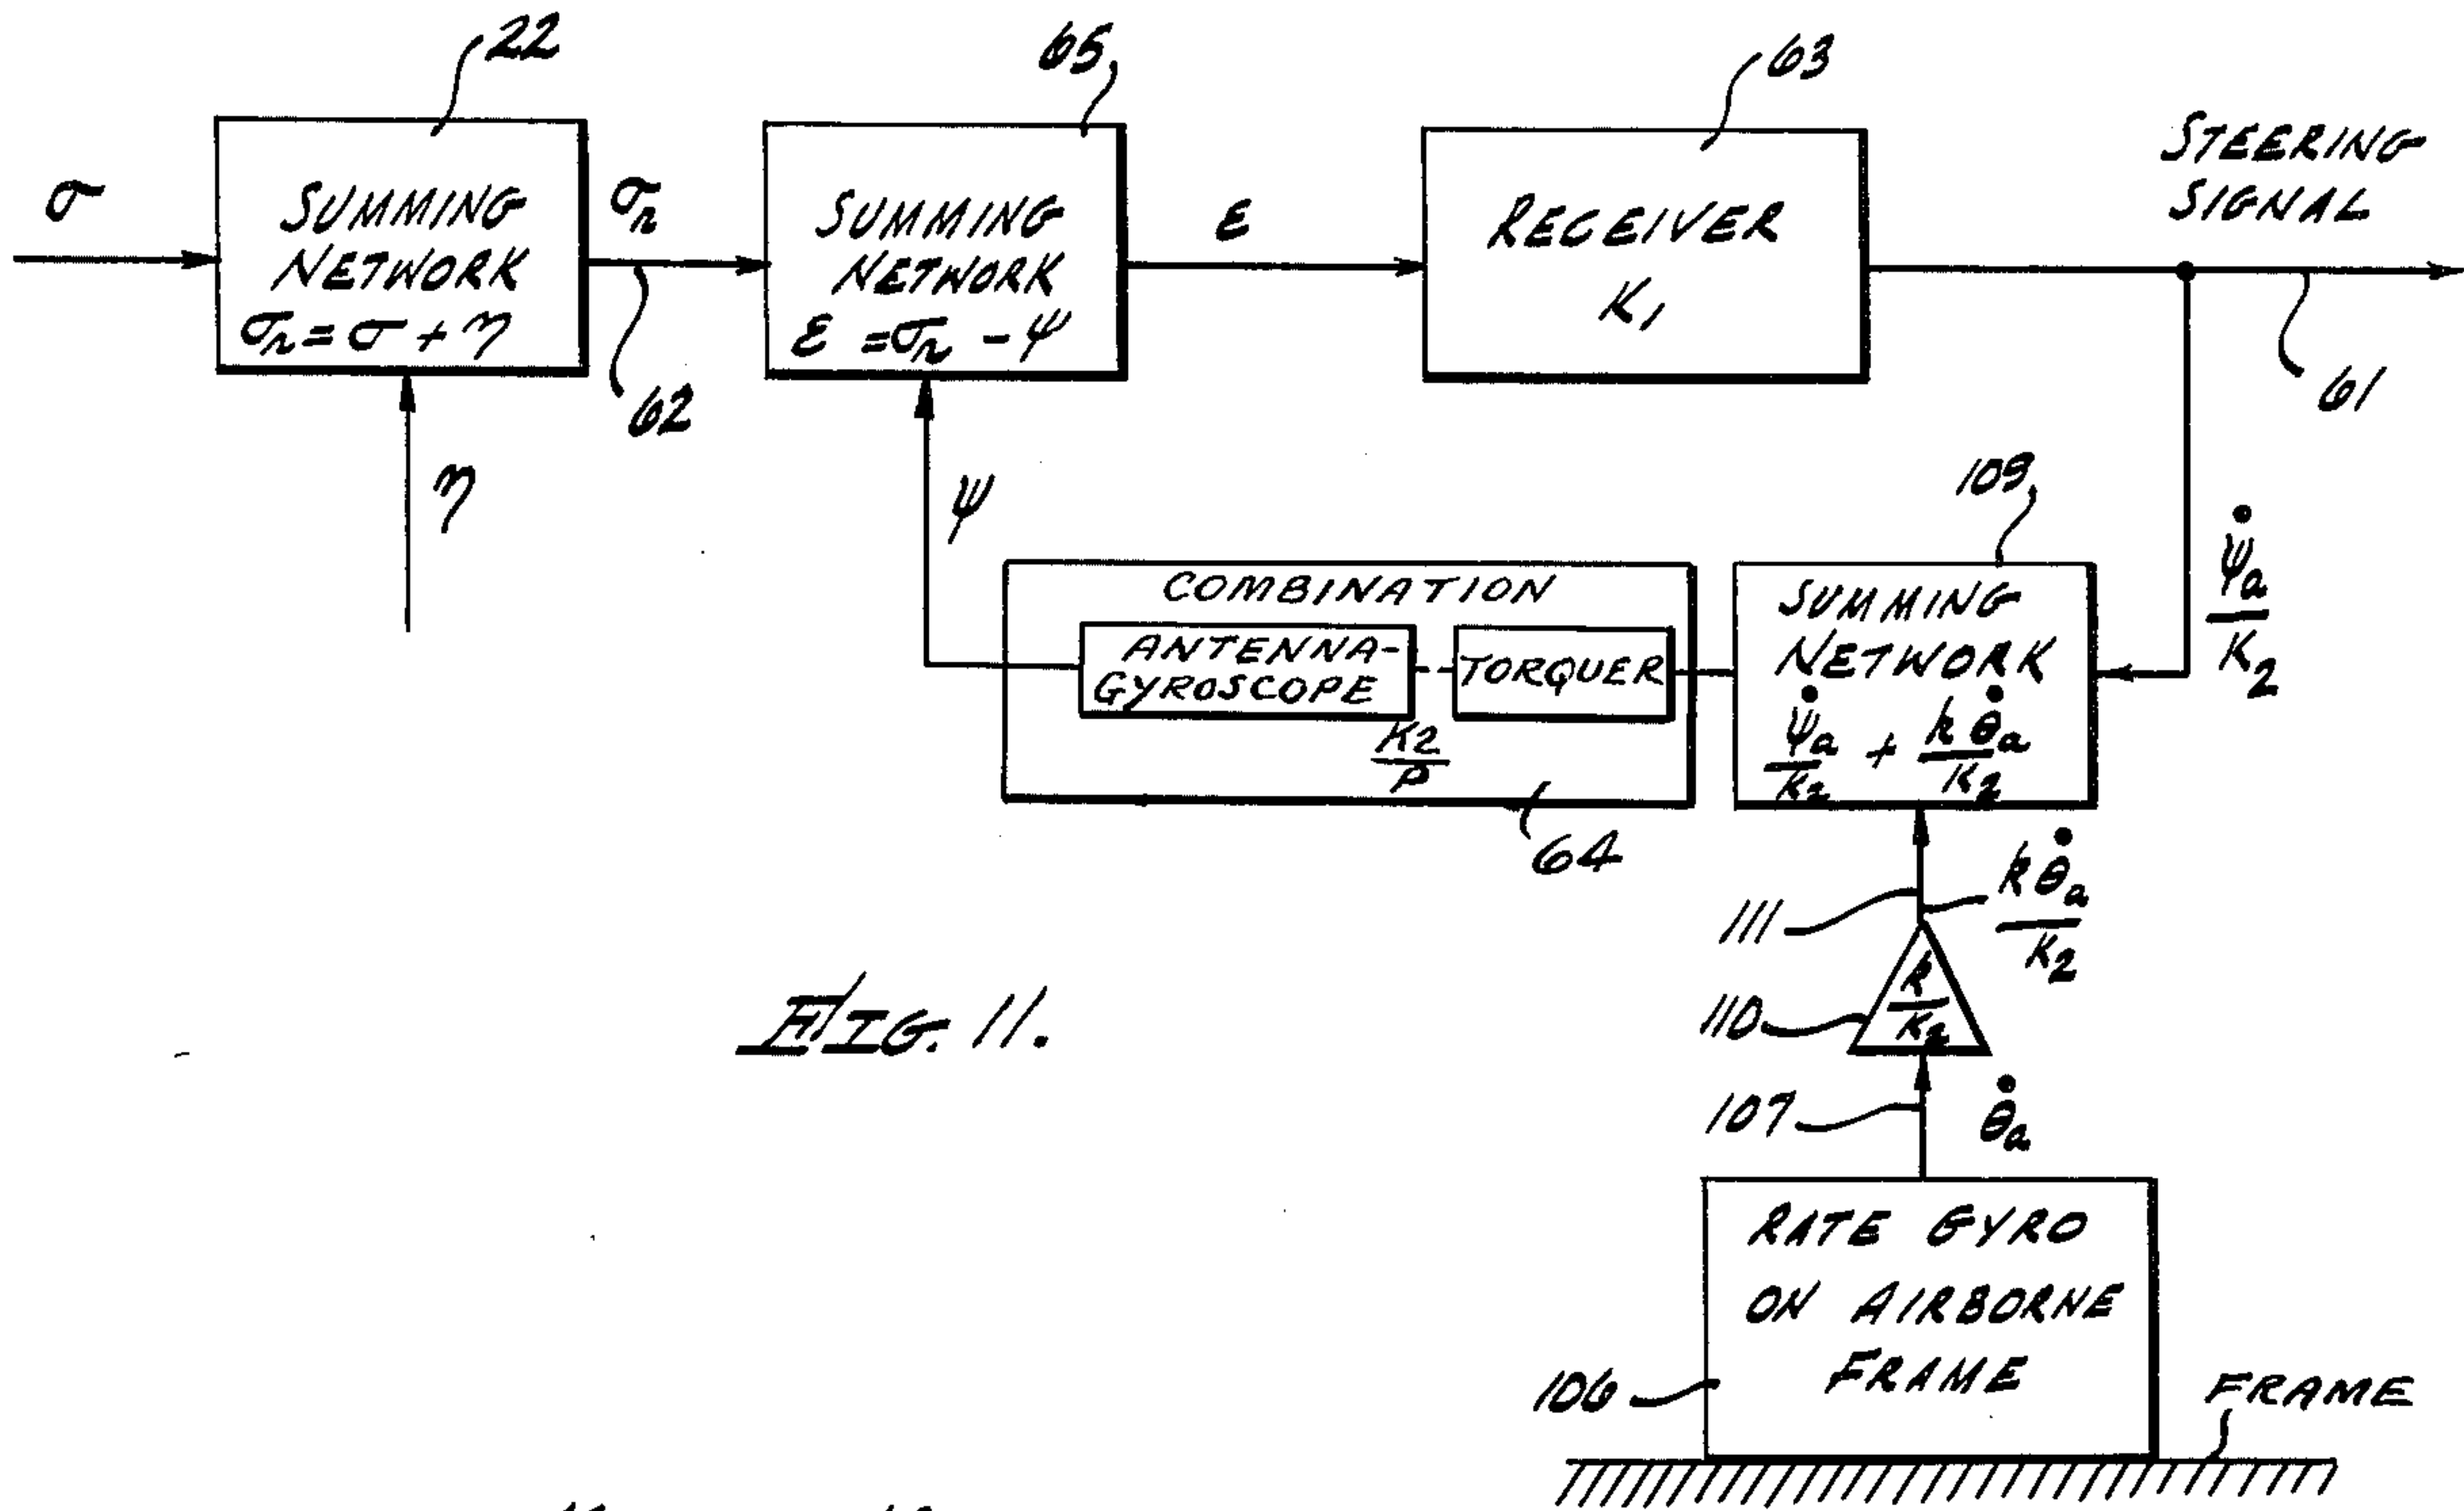 22
65
63
σ
SUMMING
NETWORK
σn = σ + η
σn
62
η
SUMMING
NETWORK
ε = σn - ψ
ε
RECEIVER
K1
STEERING
SIGNAL
61
ψ
COMBINATION
ANTENNA-
GYROSCOPE
TORQUER
K2/P
64
109
SUMMING
NETWORK
ψ̇a/K2 + kθ̇a/K2
ψ̇a/K2
111
kθ̇a/K2
110
k/K2
107
θ̇a
FIG. 11.
RATE GYRO
ON AIRBORNE
FRAME
106
FRAME